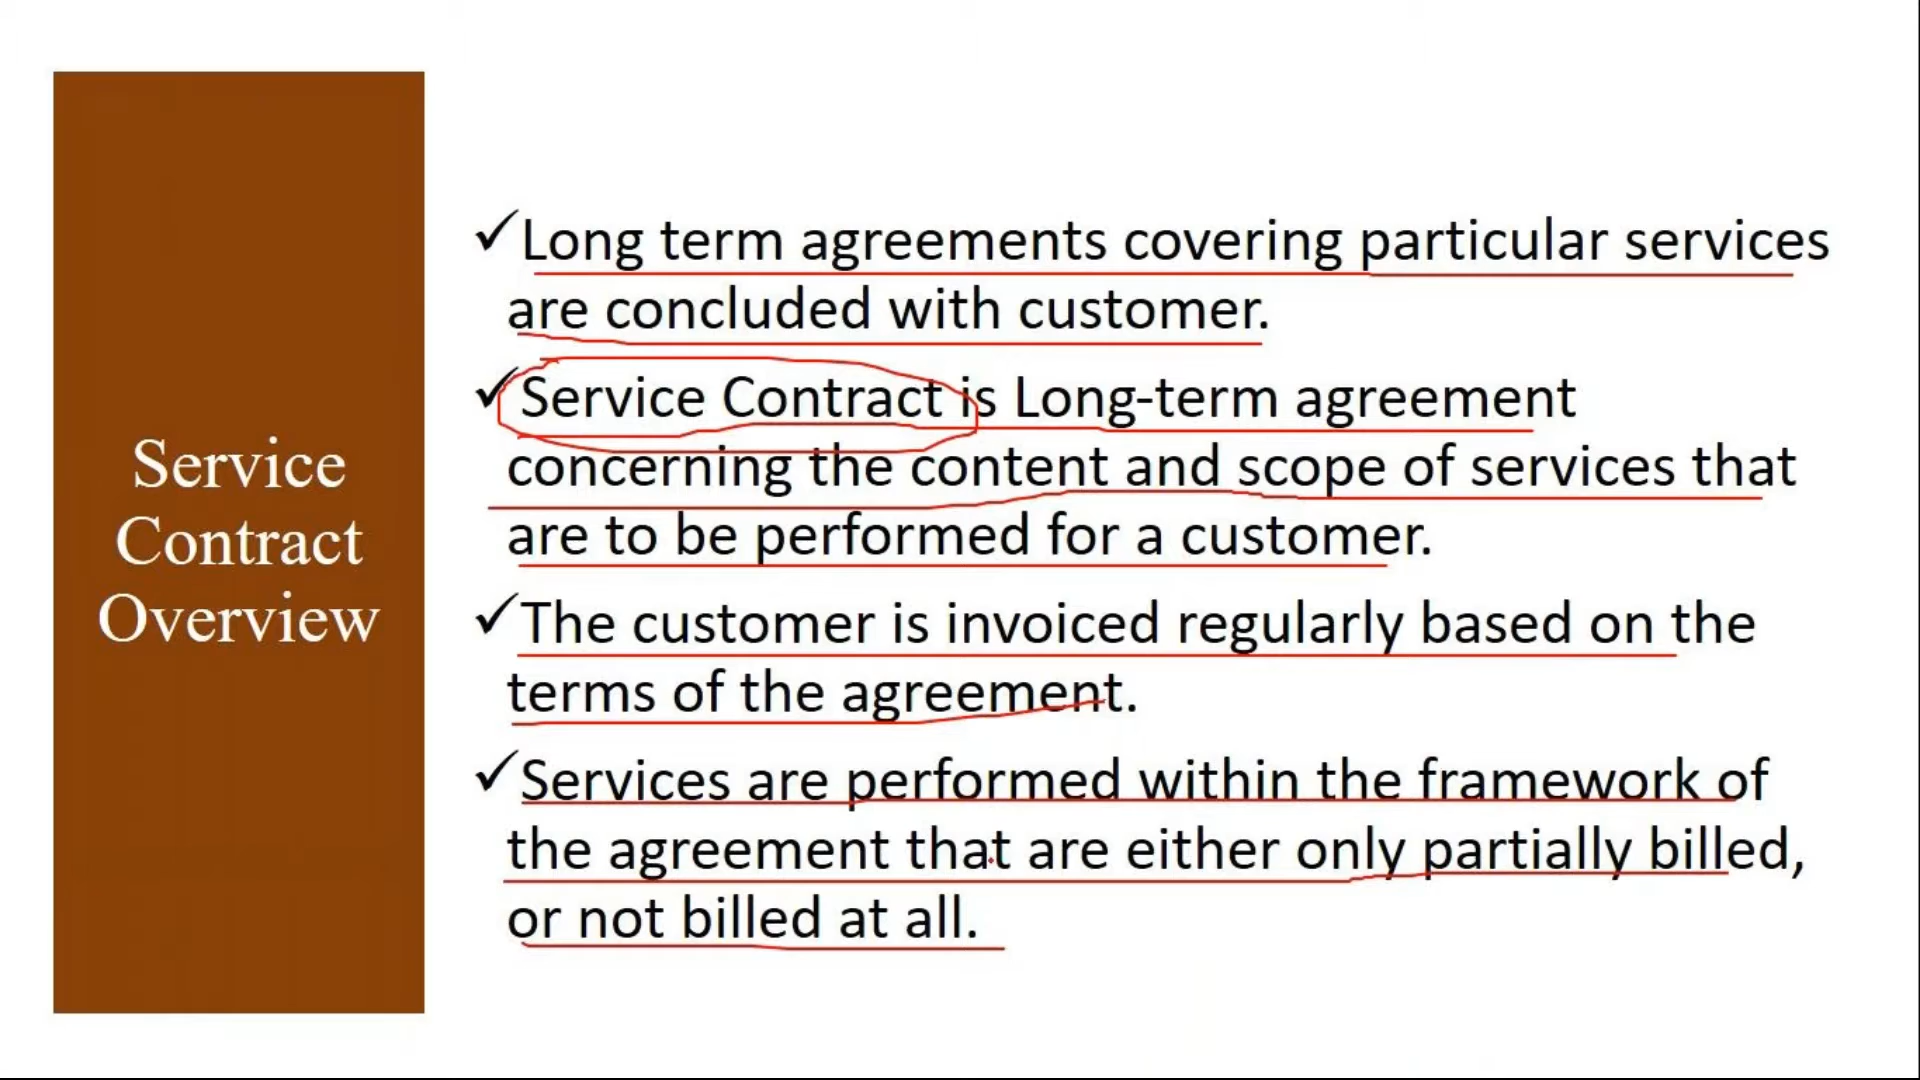 Service
Contract
Overview
✓Long term agreements covering particular services
are concluded with customer.
✓Service Contract is Long-term agreement
concerning the content and scope of services that
are to be performed for a customer.
✓The customer is invoiced regularly based on the
terms of the agreement.
✓Services are performed within the framework of
the agreement that are either only partially billed,
or not billed at all.